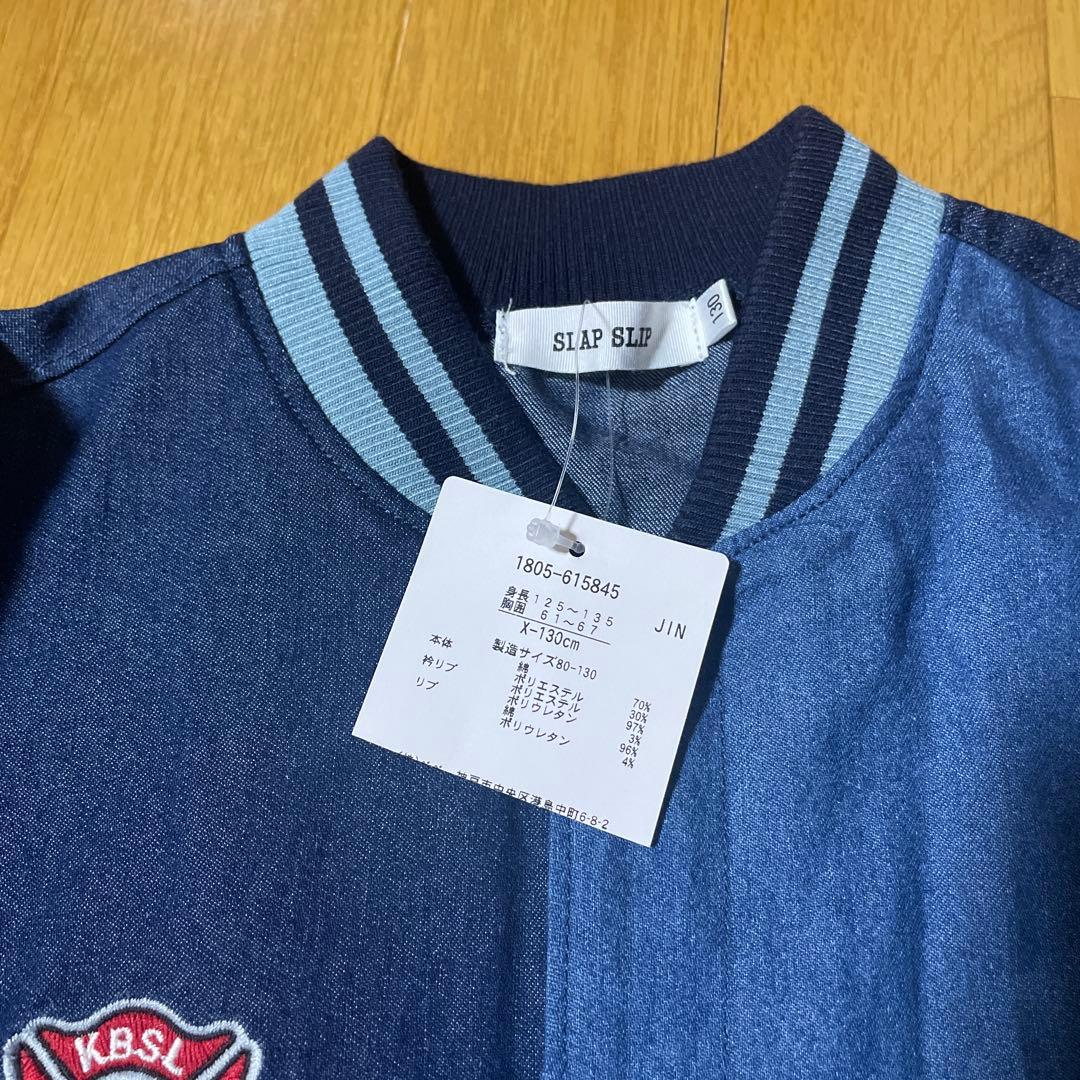 SLAP SLIP
130
1805-615845
身長125~135
胸囲 61~67
X-130cm
JIN
製造サイズ80-130
本体 綿 70%
ポリエステル 30%
衿リブ ポリエステル 97%
ポリウレタン 3%
リブ 綿 96%
ポリウレタン 4%
神戸市中央区港島中町6-8-2
K.B.S.L